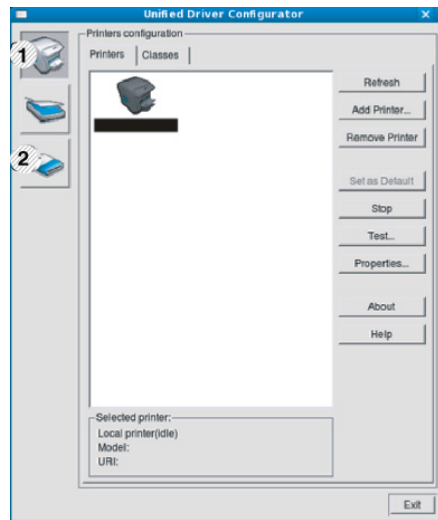 Unified Driver Configurator
1
2
Printers configuration
Printers
Classes
Refresh
Add Printer...
Remove Printer
Set as Default
Stop
Test...
Properties...
About
Help
Selected printer:
Local printer(idle)
Model:
URI:
Exit